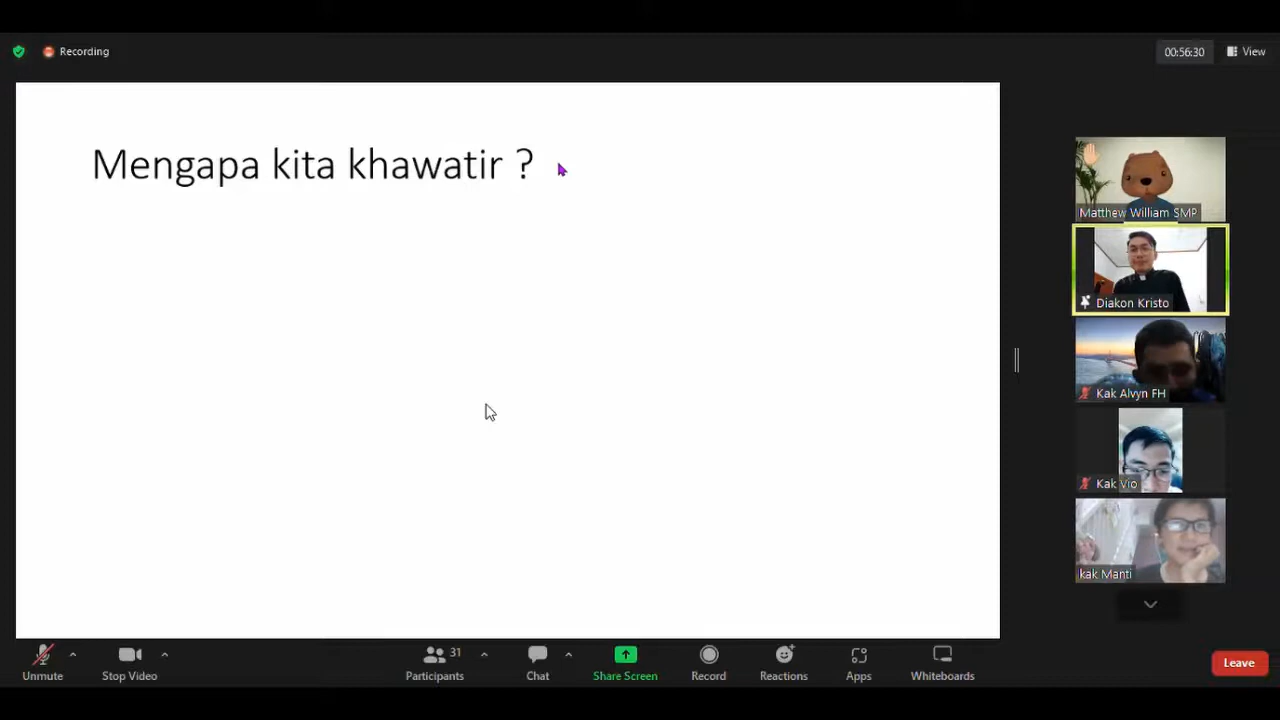 Recording
00:56:30
View
Mengapa kita khawatir ?
Matthew William SMP
Diakon Kristo
Kak Alvyn FH
Kak Vio
kak Manti
Unmute
Stop Video
Participants
31
Chat
Share Screen
Record
Reactions
Apps
Whiteboards
Leave